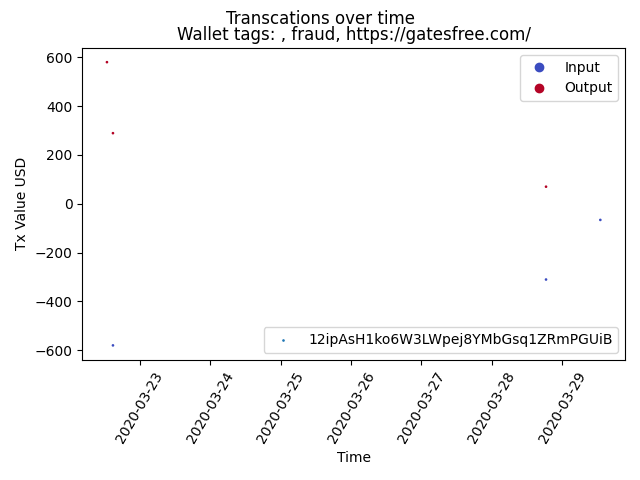 Transcations over time
Wallet tags: , fraud, https://gatesfree.com/
Input
Output
600
400
200
0
−200
−400
−600
Tx Value USD
12ipAsH1ko6W3LWpej8YMbGsq1ZRmPGUiB
2020-03-23
2020-03-24
2020-03-25
2020-03-26
2020-03-27
2020-03-28
2020-03-29
Time